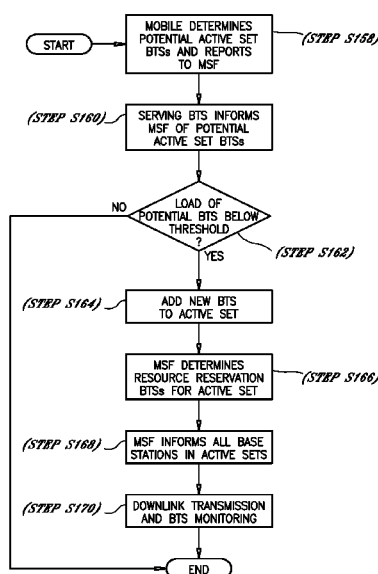 START
MOBILE DETERMINES
POTENTIAL ACTIVE SET
BTSs AND REPORTS
TO MSF
(STEP S158)
(STEP S160)
SERVING BTS INFORMS
MSF OF POTENTIAL
ACTIVE SET BTSs
NO
LOAD OF
POTENTIAL BTS BELOW
THRESHOLD
?
YES
(STEP S162)
(STEP S164)
ADD NEW BTS
TO ACTIVE SET
MSF DETERMINES
RESOURCE RESERVATION
BTSs FOR ACTIVE SET
(STEP S166)
(STEP S168)
MSF INFORMS ALL BASE
STATIONS IN ACTIVE SETS
(STEP S170)
DOWNLINK TRANSMISSION
AND BTS MONITORING
END